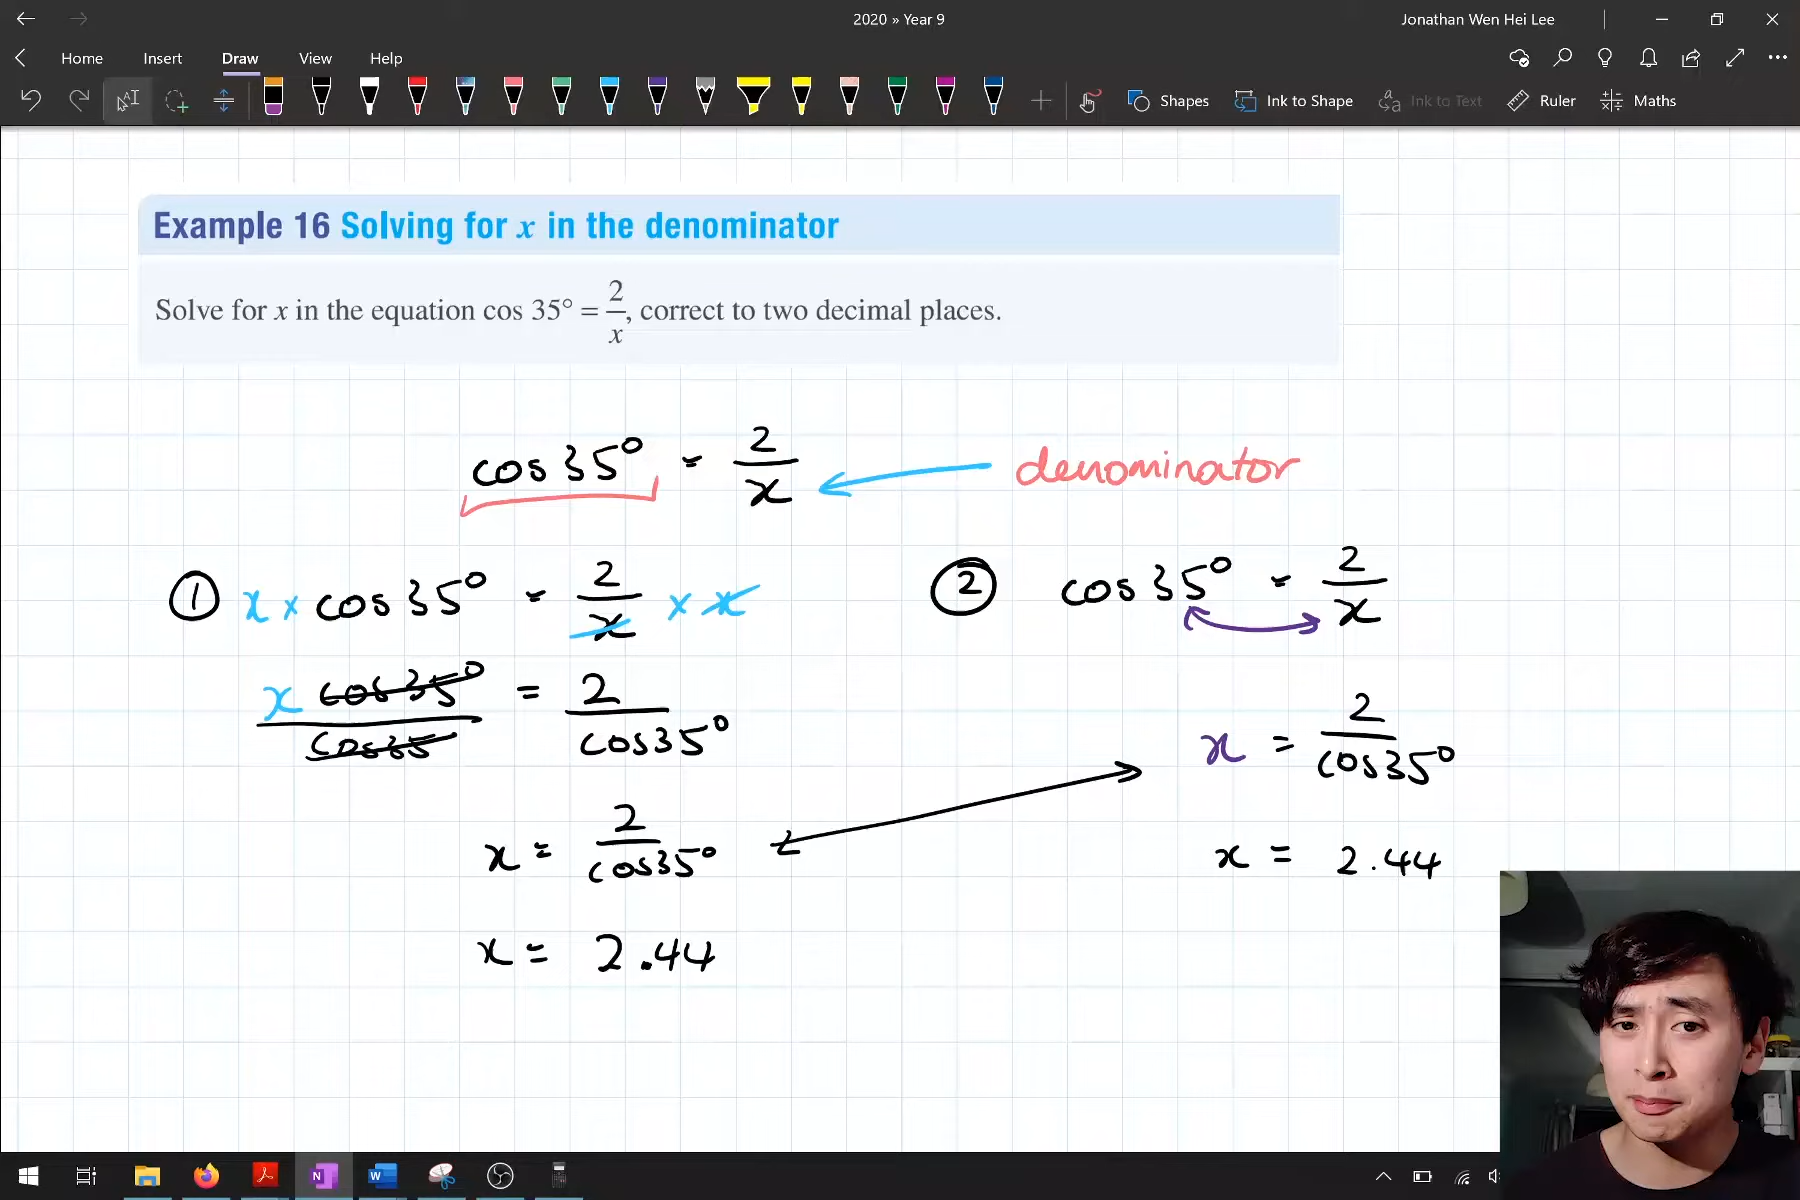 2020 » Year 9
Jonathan Wen Hei Lee
Home Insert Draw View Help
Shapes Ink to Shape Ink to Text Ruler Maths
Example 16 Solving for x in the denominator
Solve for x in the equation cos 35° = 2/x, correct to two decimal places.
cos 35° = 2/x
denominator
① x × cos 35° = 2/x × x
x cos 35°/cos 35 = 2/cos 35°
x = 2/cos 35°
x = 2.44
② cos 35° = 2/x
x = 2/cos 35°
x = 2.44